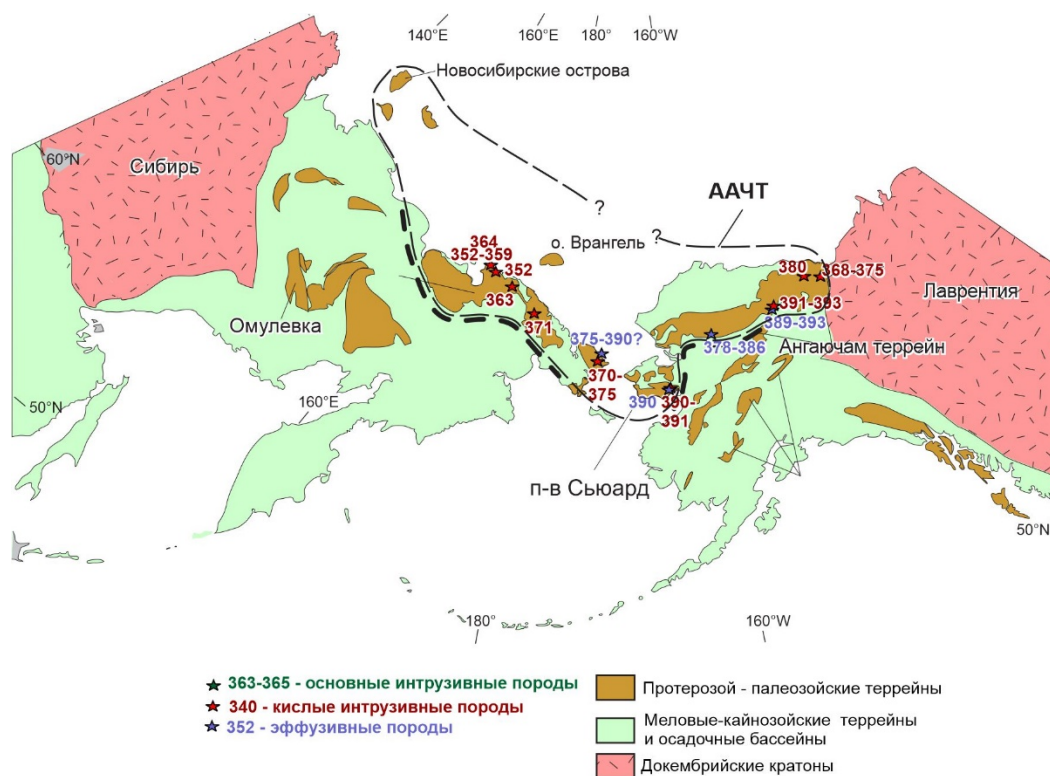 140°E 160°E 180° 160°W
Новосибирские острова
60°N
Сибирь
ААЧТ
?
о. Врангель ?
364
352-359
352
380
368-375
363
Лаврентия
391-393
371
389-393
Омулевка
375-390?
378-386
Ангаючам террейн
370-
375
390
390-
391
50°N
160°E
п-в Сьюард
50°N
180°
160°W
363-365 - основные интрузивные породы
340 - кислые интрузивные породы
352 - эффузивные породы
Протерозой - палеозойские террейны
Меловые-кайнозойские террейны
и осадочные бассейны
Докембрийские кратоны